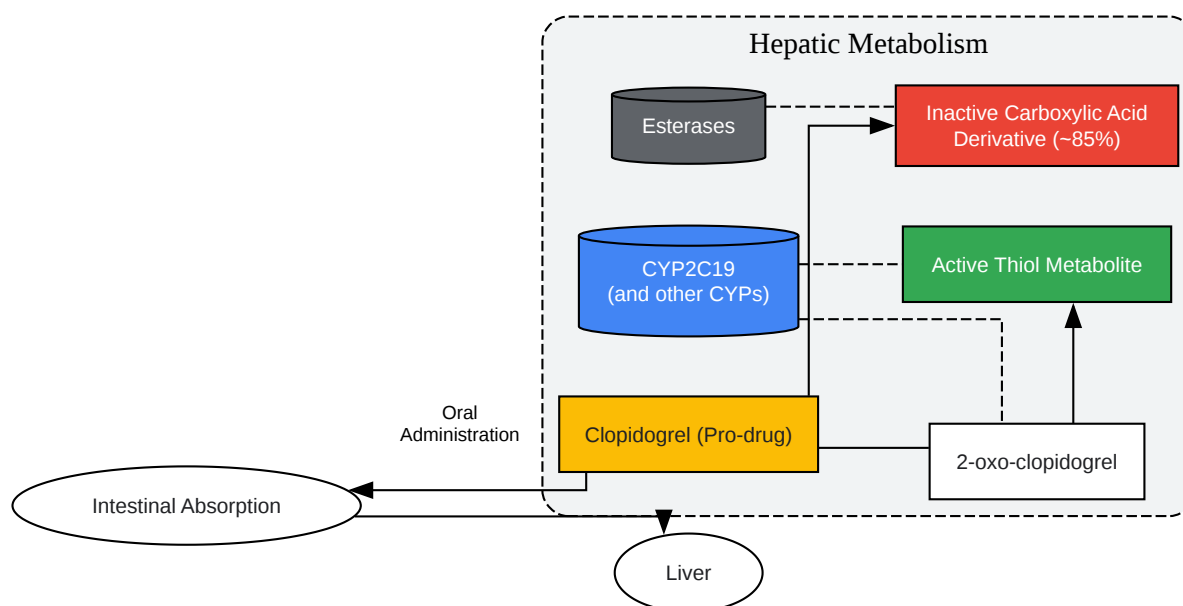 Hepatic Metabolism
Esterases
Inactive Carboxylic Acid
Derivative (~85%)
CYP2C19
(and other CYPs)
Active Thiol Metabolite
Oral
Administration
Clopidogrel (Pro-drug)
2-oxo-clopidogrel
Intestinal Absorption
Liver